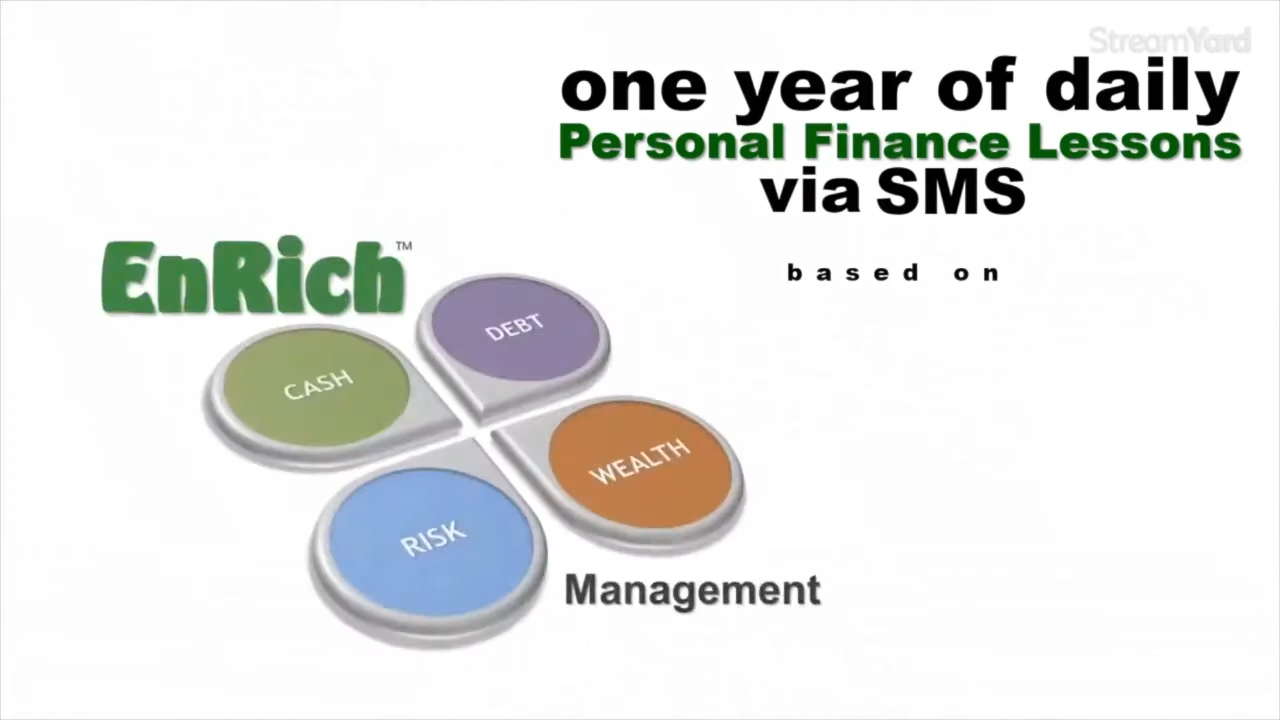 StreamYard
one year of daily
Personal Finance Lessons
via SMS
based on
EnRich™
DEBT
CASH
WEALTH
RISK
Management